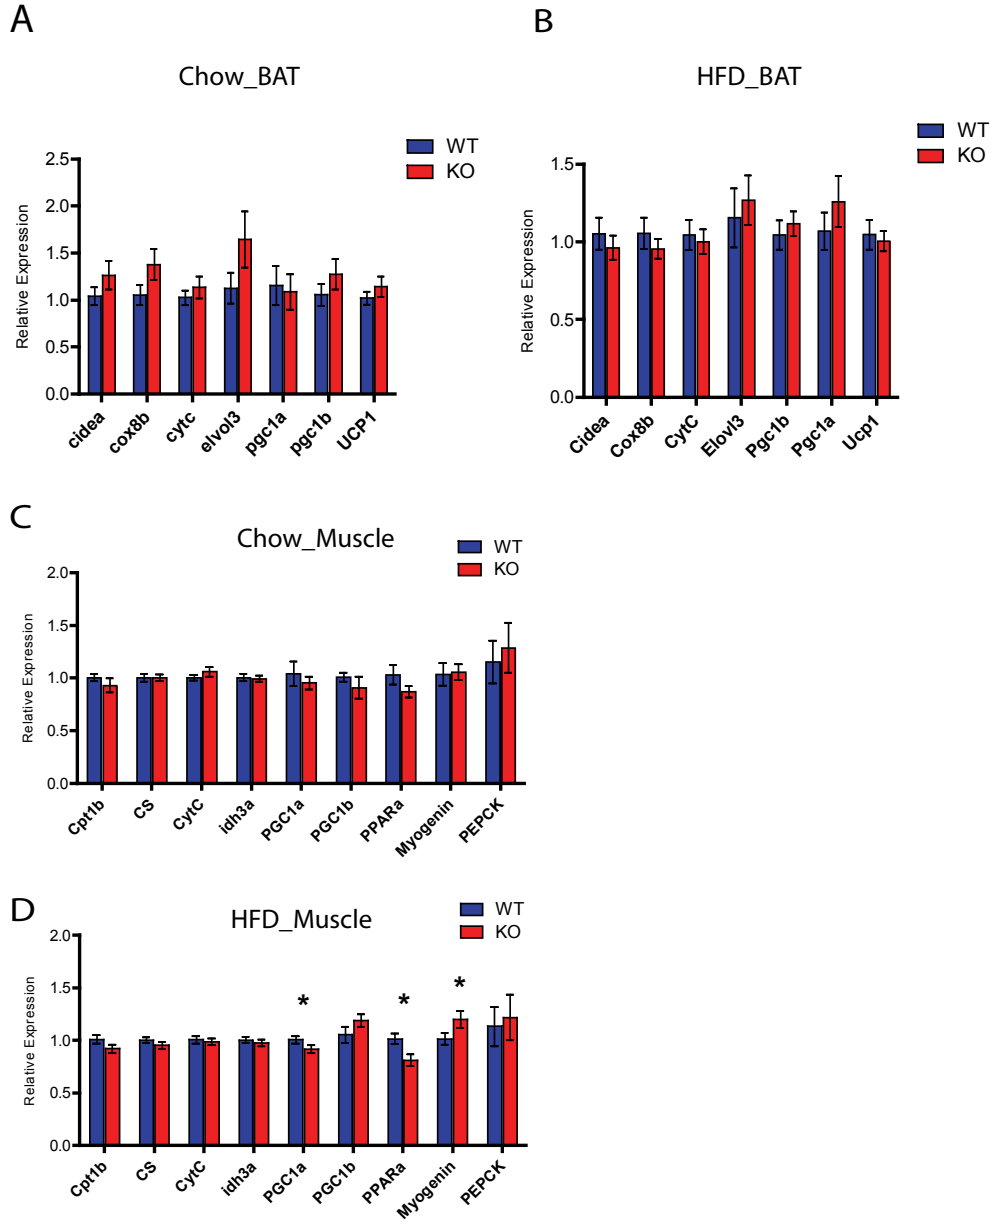 A
Chow_BAT
WT
KO
Relative Expression
2.5
2.0
1.5
1.0
0.5
0.0
cidea
cox8b
cytc
elvol3
pgc1a
pgc1b
UCP1
B
HFD_BAT
WT
KO
Relative Expression
1.5
1.0
0.5
0.0
Cidea
Cox8b
CytC
Elovl3
Pgc1b
Pgc1a
Ucp1
C
Chow_Muscle
WT
KO
Relative Expression
2.0
1.5
1.0
0.5
0.0
Cpt1b
CS
CytC
idh3a
PGC1a
PGC1b
PPARa
Myogenin
PEPCK
D
HFD_Muscle
WT
KO
Relative Expression
2.0
1.5
1.0
0.5
0.0
* * *
Cpt1b
CS
CytC
idh3a
PGC1a
PGC1b
PPARa
Myogenin
PEPCK